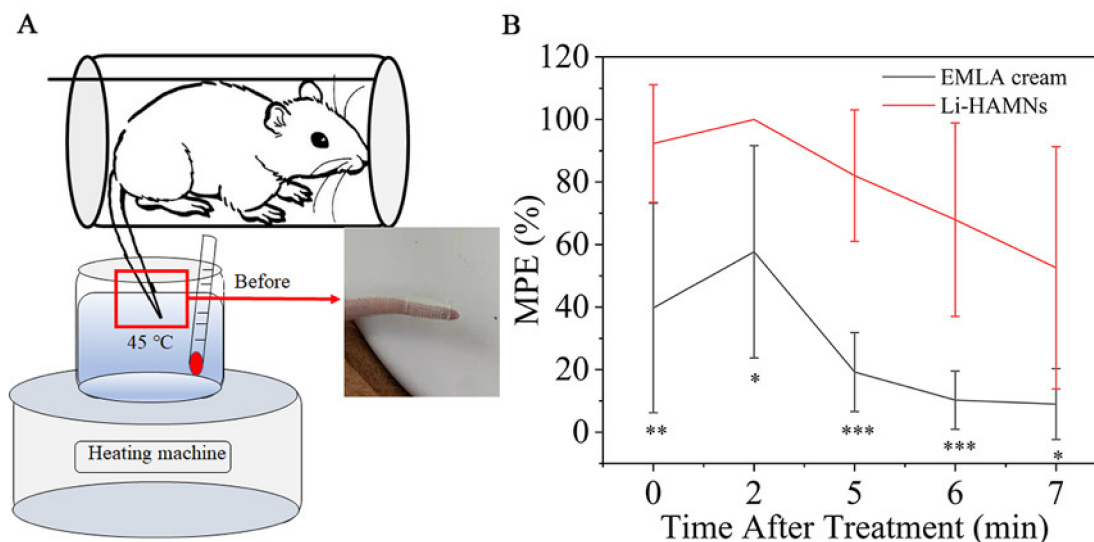 A
Before
45 °C
Heating machine
B
120
100
80
60
40
20
0
MPE (%)
EMLA cream
Li-HAMNs
**
*
***
***
*
0 2 5 6 7
Time After Treatment (min)